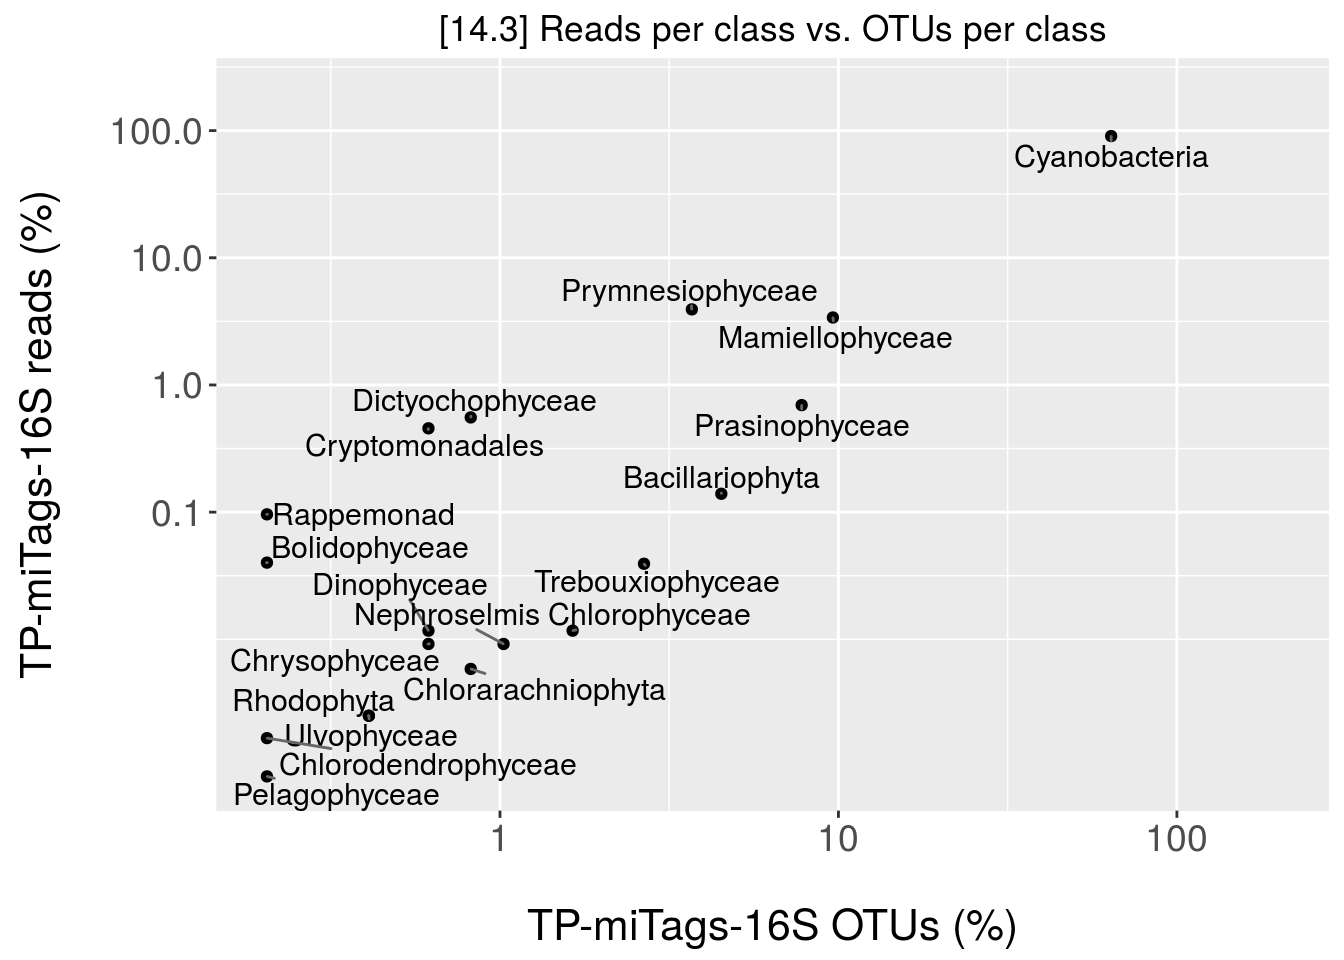 [14.3] Reads per class vs. OTUs per class
TP-miTags-16S reads (%)
100.0
10.0
1.0
0.1
Cyanobacteria
Prymnesiophyceae
Mamiellophyceae
Dictyochophyceae
Prasinophyceae
Cryptomonadales
Bacillariophyta
Rappemonad
Bolidophyceae
Dinophyceae
Trebouxiophyceae
Nephroselmis
Chlorophyceae
Chrysophyceae
Chlorarachniophyta
Rhodophyta
Ulvophyceae
Chlorodendrophyceae
Pelagophyceae
1
10
100
TP-miTags-16S OTUs (%)